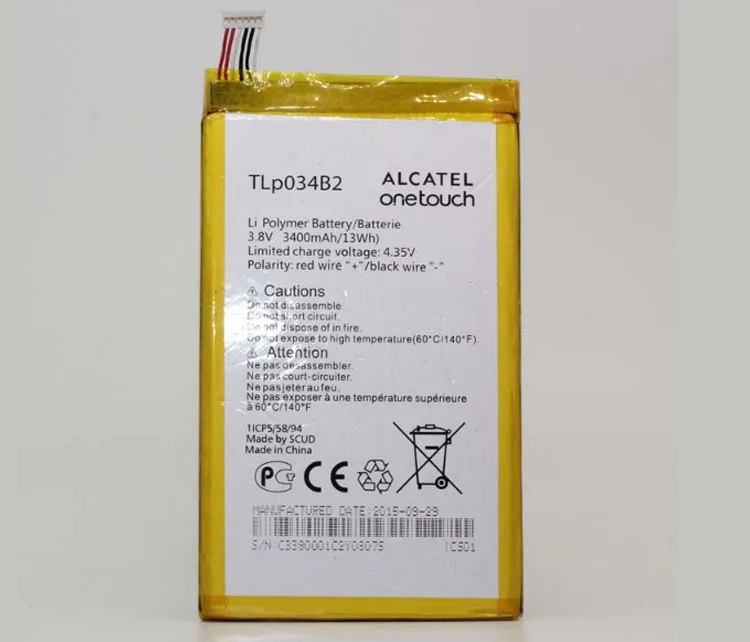 TLp034B2
ALCATEL
onetouch
Li Polymer Battery/Batterie
3.8V 3400mAh/13Wh)
Limited charge voltage: 4.35V
Polarity: red wire "+"/black wire "-"
Cautions
Do not disassemble.
Do not short circuit.
Do not dispose of in fire.
Do not expose to high temperature(60°C/140°F).
Attention
Ne pas desassembler.
Ne pas court-circuiter.
Ne pas jeter au feu.
Ne pas exposer à une température supérieure
à 60°C/140°F
1ICP5/58/94
Made by SCUD
Made in China
PG CE
MANUFACTURED DATE:2015-09-29
S/N:C3390001C2Y08075 IC501